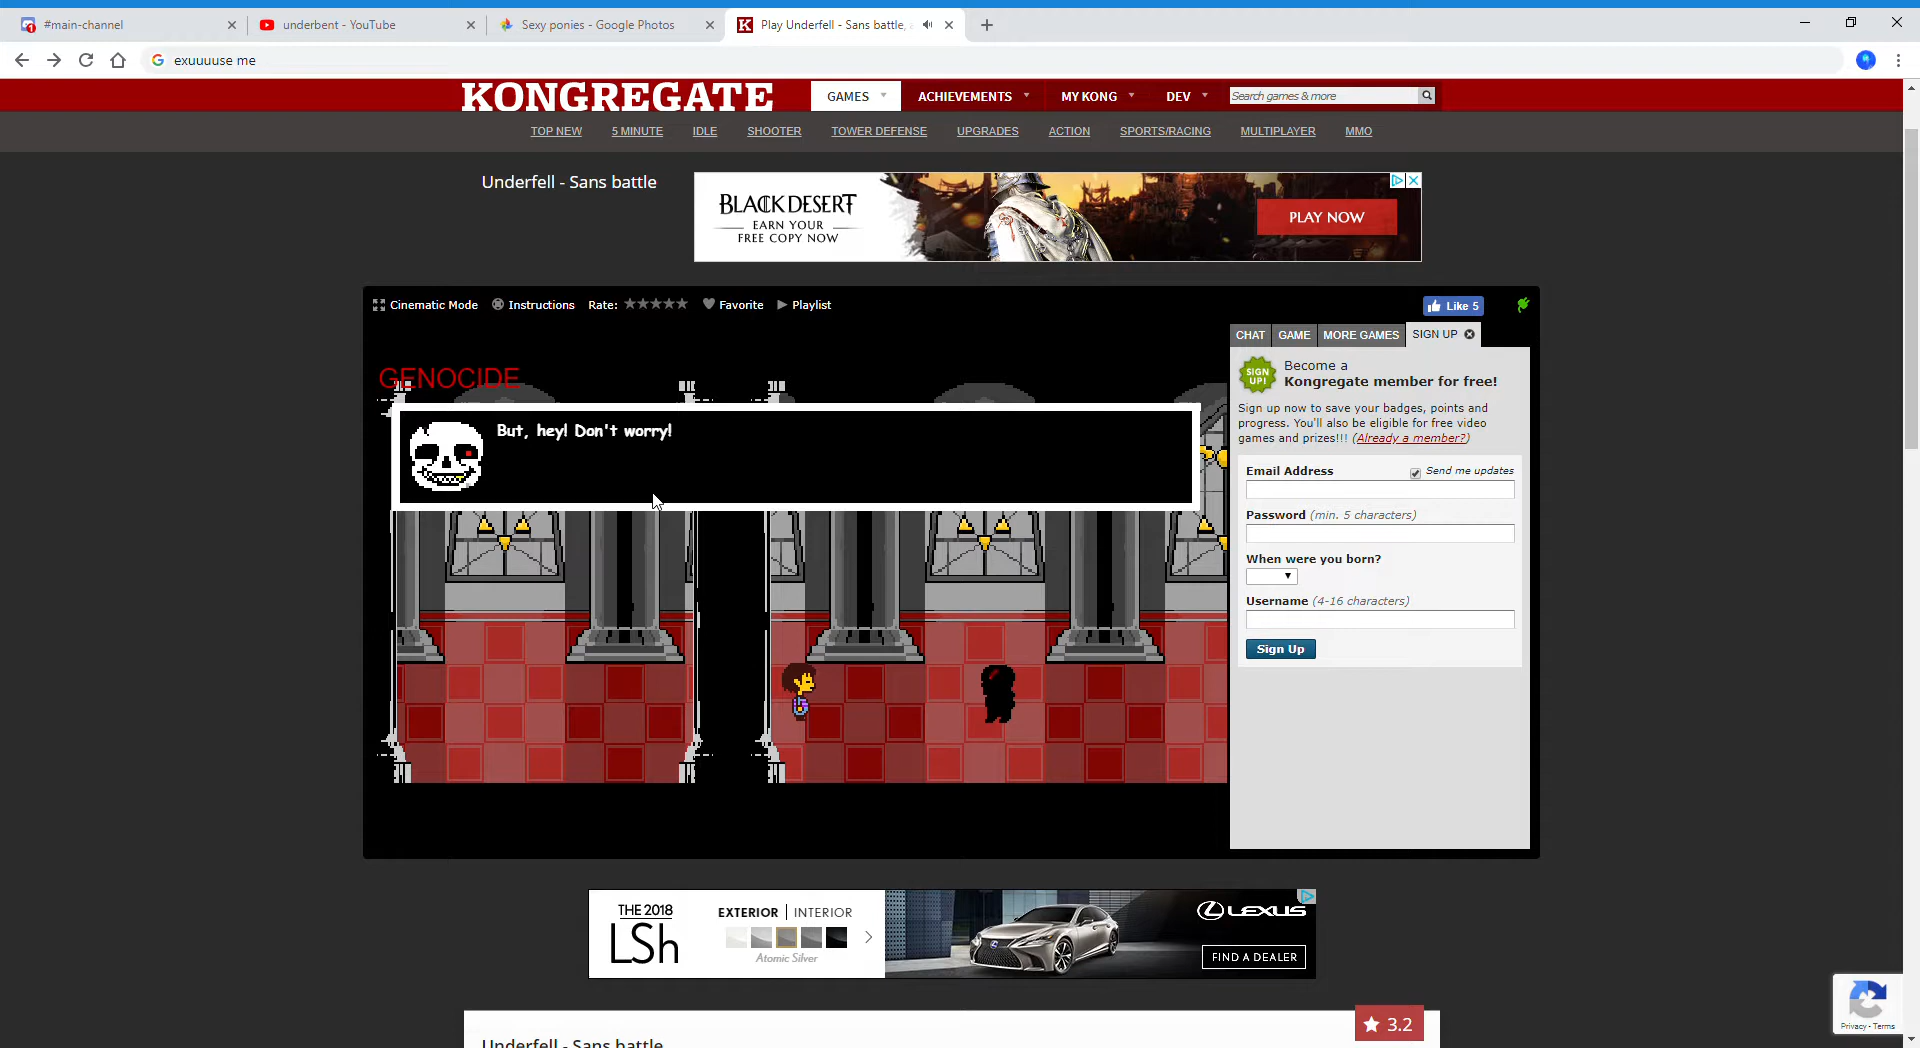 #main-channel
underbent - YouTube
Sexy ponies - Google Photos
Play Underfell - Sans battle,
exuuuuse me
KONGREGATE
GAMES
ACHIEVEMENTS
MY KONG
DEV
Search games & more
TOP NEW
5 MINUTE
IDLE
SHOOTER
TOWER DEFENSE
UPGRADES
ACTION
SPORTS/RACING
MULTIPLAYER
MMO
Underfell - Sans battle
BLACK DESERT
EARN YOUR
FREE COPY NOW
PLAY NOW
Cinematic Mode
Instructions
Rate:
Favorite
Playlist
Like 5
CHAT
GAME
MORE GAMES
SIGN UP
GENOCIDE
But, hey! Don't worry!
SIGN UP!
Become a
Kongregate member for free!
Sign up now to save your badges, points and
progress. You'll also be eligible for free video
games and prizes!!! (Already a member?)
Email Address
Send me updates
Password (min. 5 characters)
When were you born?
Username (4-16 characters)
Sign Up
THE 2018
LSh
EXTERIOR | INTERIOR
Atomic Silver
LEXUS
FIND A DEALER
Privacy - Terms
3.2
Underfell - Sans battle